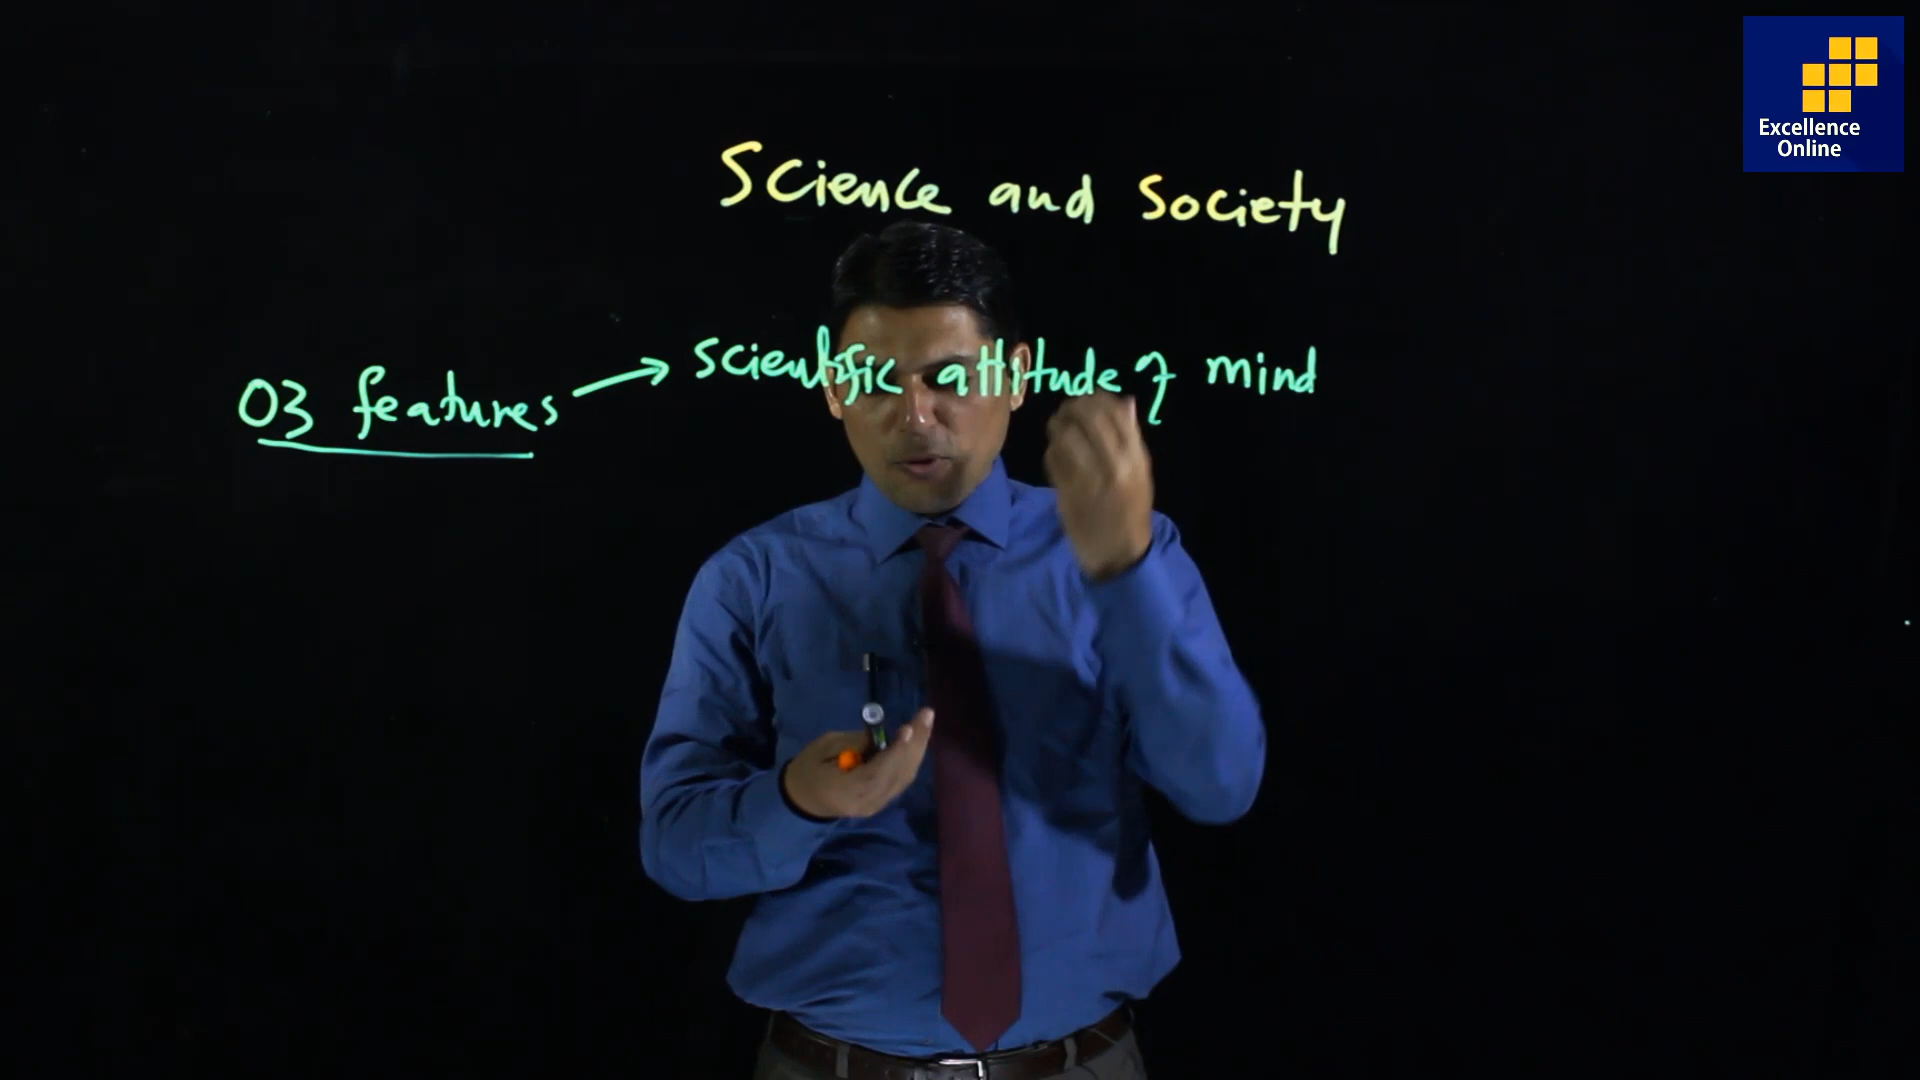 Excellence
Online
Science and Society
03 features → Scientific attitude of mind